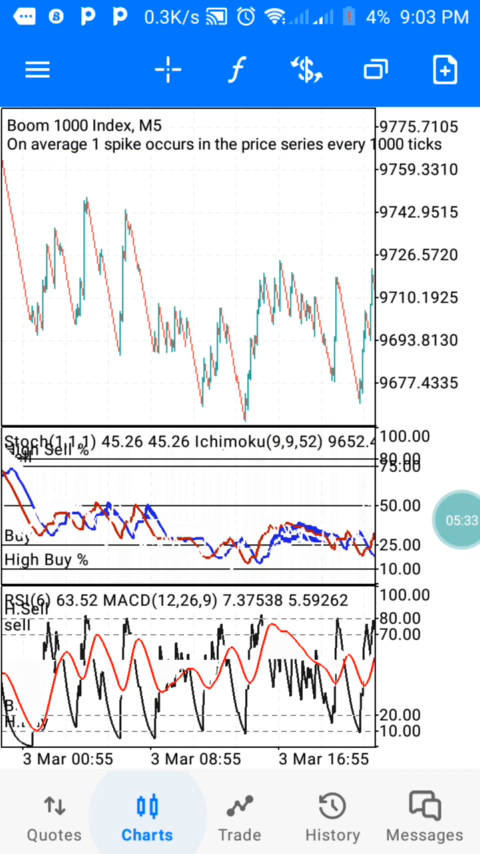 0.3K/s 4% 9:03 PM
Boom 1000 Index, M5
On average 1 spike occurs in the price series every 1000 ticks
9775.7105
9759.3310
9742.9515
9726.5720
9710.1925
9693.8130
9677.4335
Stoch(1,1,1) 45.26 45.26 Ichimoku(9,9,52) 9652.4
100.00
High Sell %
80.00
75.00
50.00
05:33
Buy
25.00
High Buy %
10.00
RSI(6) 63.52 MACD(12,26,9) 7.37538 5.59262
100.00
H.Sell
80.00
sell
70.00
B.
20.00
10.00
3 Mar 00:55 3 Mar 08:55 3 Mar 16:55
Quotes Charts Trade History Messages